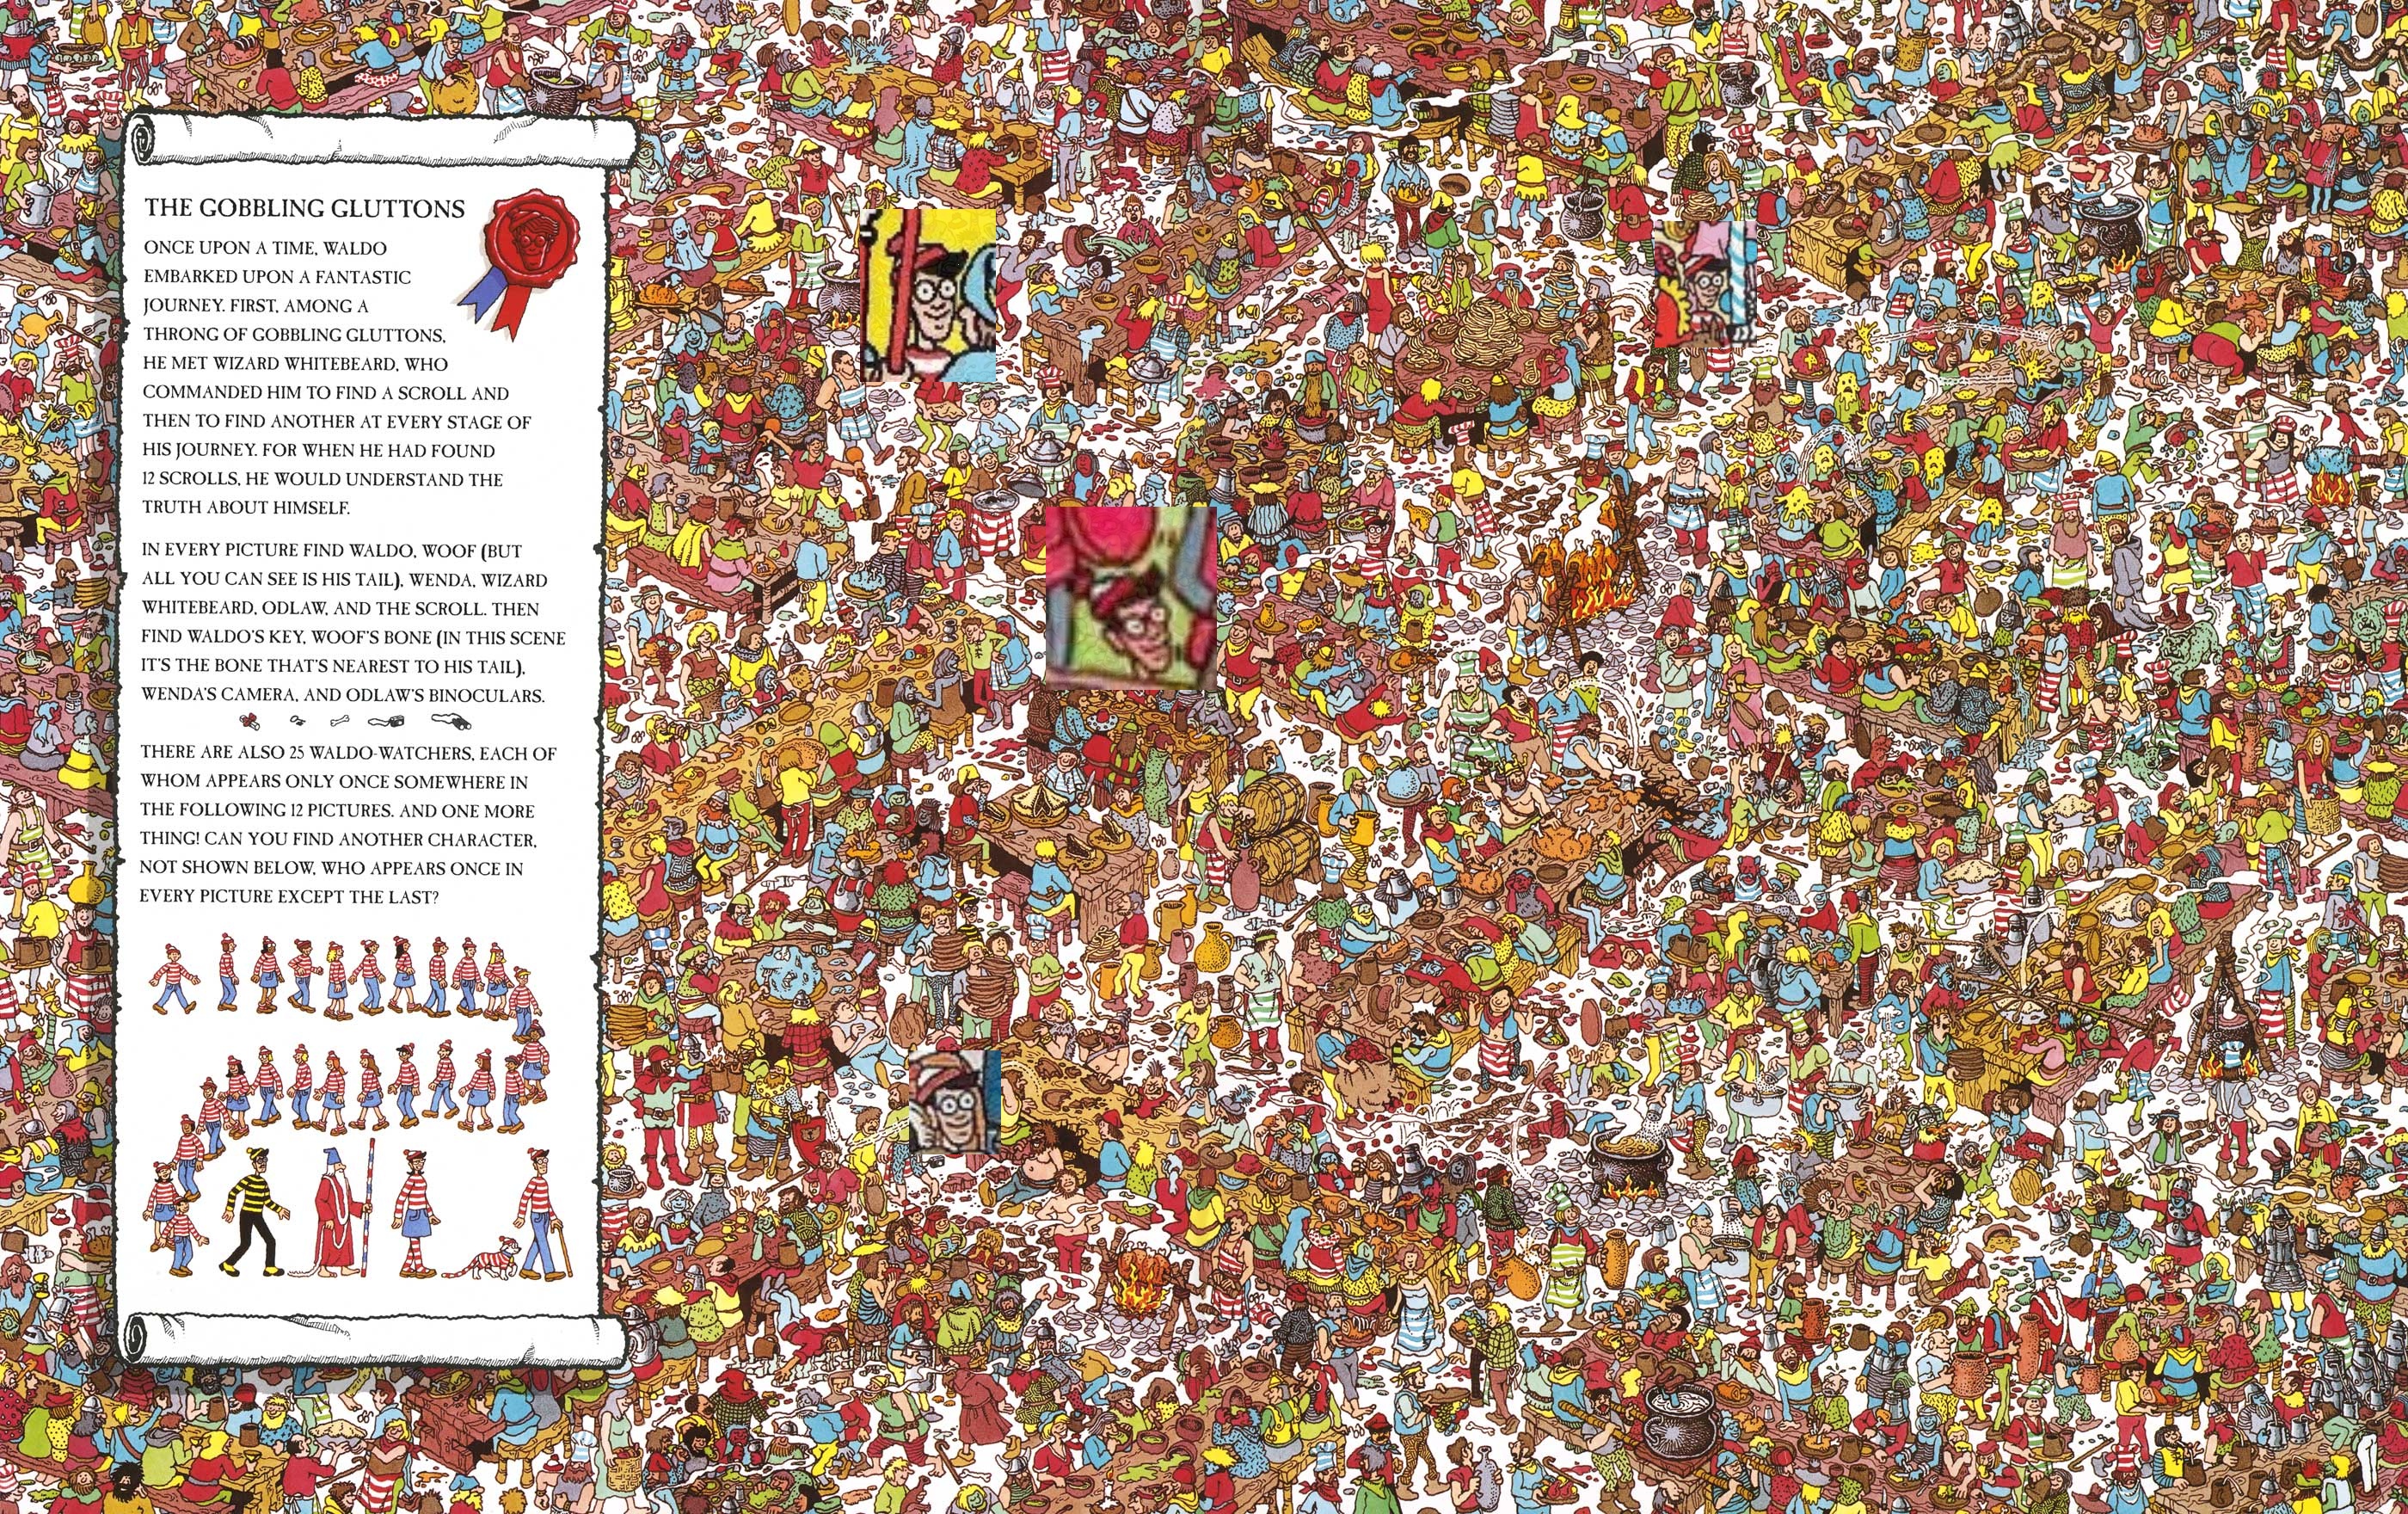 THE GOBBLING GLUTTONS
ONCE UPON A TIME, WALDO
EMBARKED UPON A FANTASTIC
JOURNEY. FIRST, AMONG A
THRONG OF GOBBLING GLUTTONS,
HE MET WIZARD WHITEBEARD, WHO
COMMANDED HIM TO FIND A SCROLL AND
THEN TO FIND ANOTHER AT EVERY STAGE OF
HIS JOURNEY. FOR WHEN HE HAD FOUND
12 SCROLLS, HE WOULD UNDERSTAND THE
TRUTH ABOUT HIMSELF.
IN EVERY PICTURE FIND WALDO, WOOF (BUT
ALL YOU CAN SEE IS HIS TAIL), WENDA, WIZARD
WHITEBEARD, ODLAW, AND THE SCROLL. THEN
FIND WALDO'S KEY, WOOF'S BONE (IN THIS SCENE
IT'S THE BONE THAT'S NEAREST TO HIS TAIL),
WENDA'S CAMERA, AND ODLAW'S BINOCULARS.
THERE ARE ALSO 25 WALDO-WATCHERS, EACH OF
WHOM APPEARS ONLY ONCE SOMEWHERE IN
THE FOLLOWING 12 PICTURES. AND ONE MORE
THING! CAN YOU FIND ANOTHER CHARACTER,
NOT SHOWN BELOW, WHO APPEARS ONCE IN
EVERY PICTURE EXCEPT THE LAST?